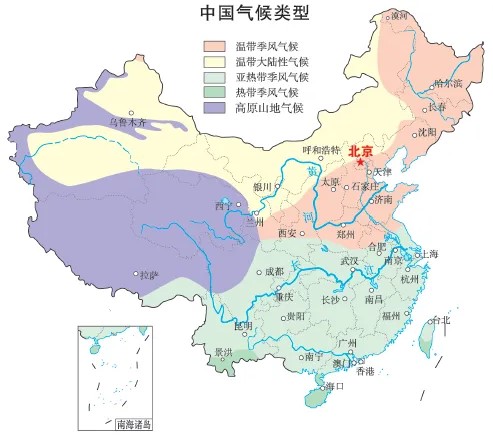 中国气候类型
温带季风气候
温带大陆性气候
亚热带季风气候
热带季风气候
高原山地气候
漠河
哈尔滨
长春
沈阳
乌鲁木齐
呼和浩特
北京
天津
银川
黄
河
太原
石家庄
济南
西宁
兰州
西安
郑州
拉萨
成都
重庆
长
江
武汉
合肥
南京
上海
杭州
长沙
南昌
贵阳
昆明
福州
台北
景洪
南宁
广州
澳门
香港
海口
南海诸岛